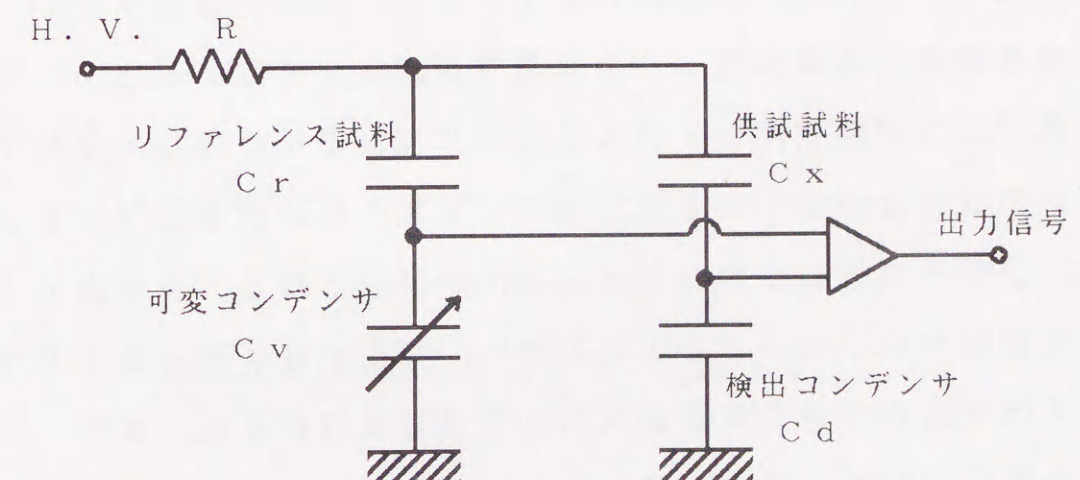 H. V.
R
リファレンス試料
Cr
供試試料
Cx
出力信号
可変コンデンサ
Cv
検出コンデンサ
Cd